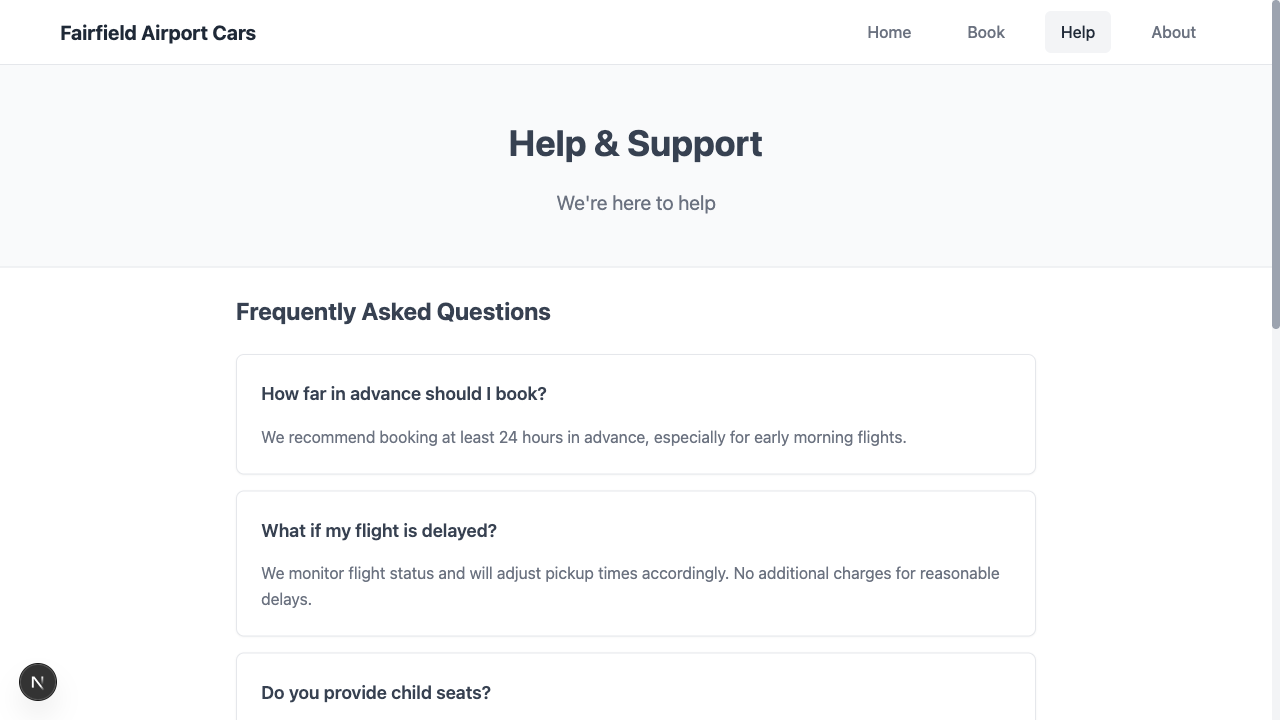 Fairfield Airport Cars
Home
Book
Help
About
Help & Support
We're here to help
Frequently Asked Questions
How far in advance should I book?
We recommend booking at least 24 hours in advance, especially for early morning flights.
What if my flight is delayed?
We monitor flight status and will adjust pickup times accordingly. No additional charges for reasonable
delays.
Do you provide child seats?
N